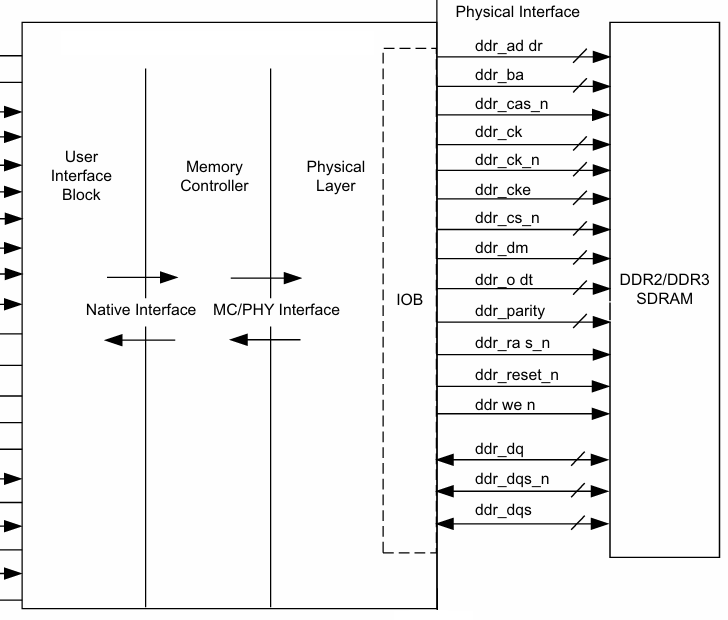 Physical Interface
ddr_ad dr
ddr_ba
ddr_cas_n
ddr_ck
ddr_ck_n
ddr_cke
ddr_cs_n
ddr_dm
ddr_o dt
ddr_parity
ddr_ra s_n
ddr_reset_n
ddr we n
ddr_dq
ddr_dqs_n
ddr_dqs
User
Interface
Block
Memory
Controller
Physical
Layer
Native Interface
MC/PHY Interface
IOB
DDR2/DDR3
SDRAM